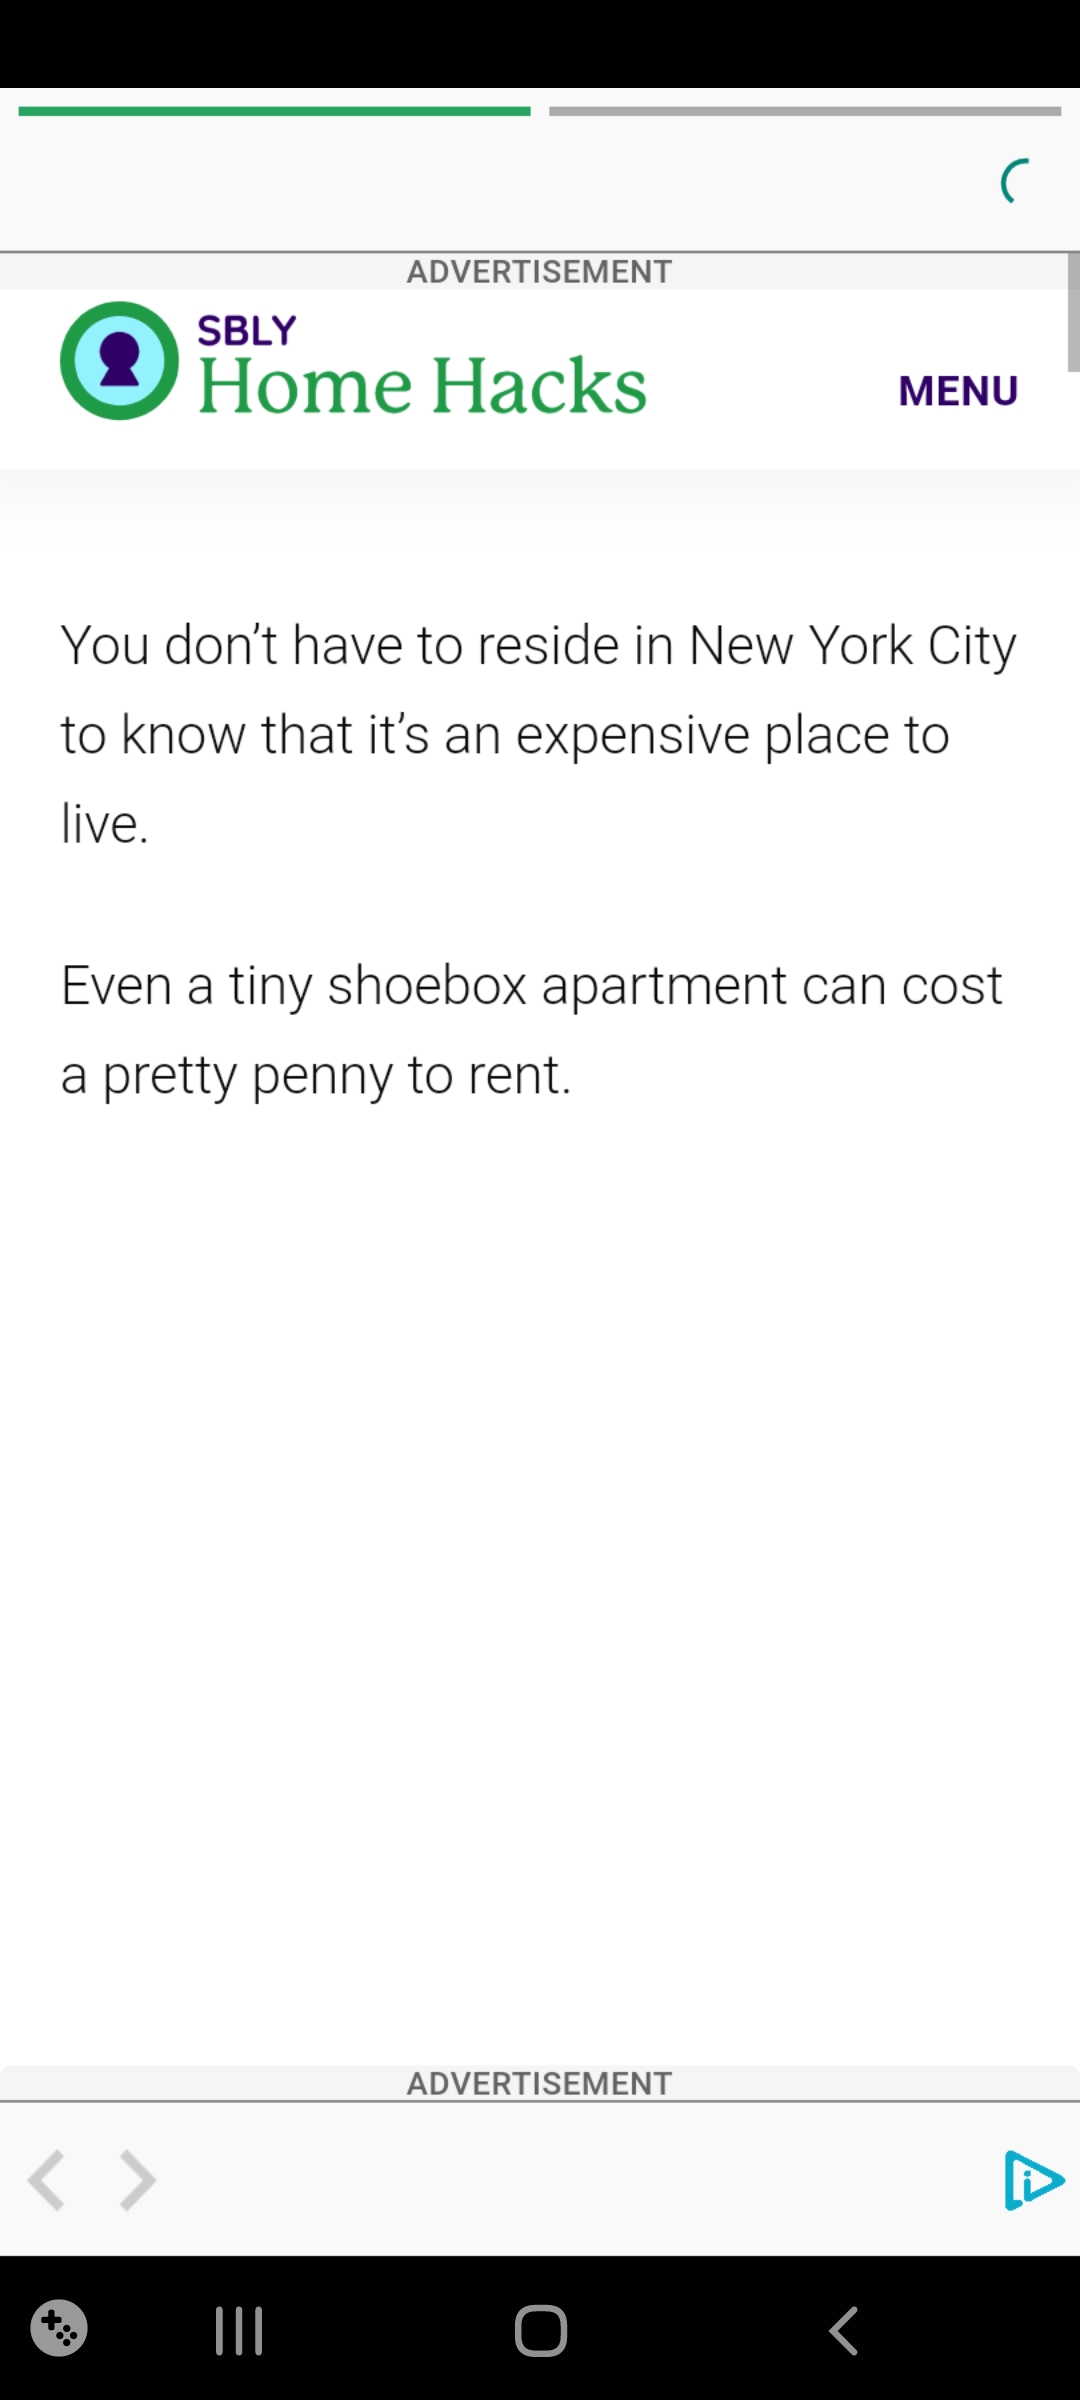 ADVERTISEMENT
SBLY
Home Hacks
MENU
You don’t have to reside in New York City
to know that it’s an expensive place to
live.
Even a tiny shoebox apartment can cost
a pretty penny to rent.
ADVERTISEMENT